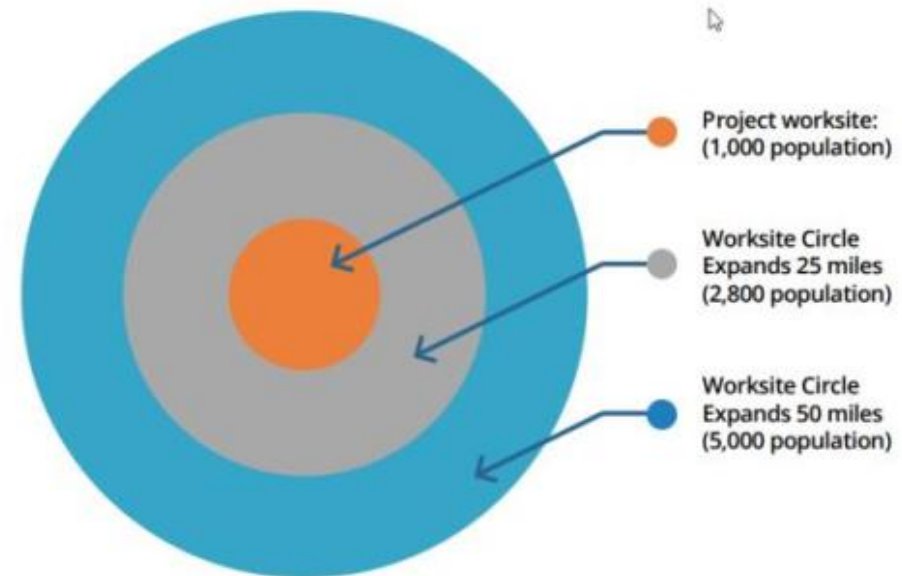 Project worksite:
(1,000 population)
Worksite Circle
Expands 25 miles
(2,800 population)
Worksite Circle
Expands 50 miles
(5,000 population)